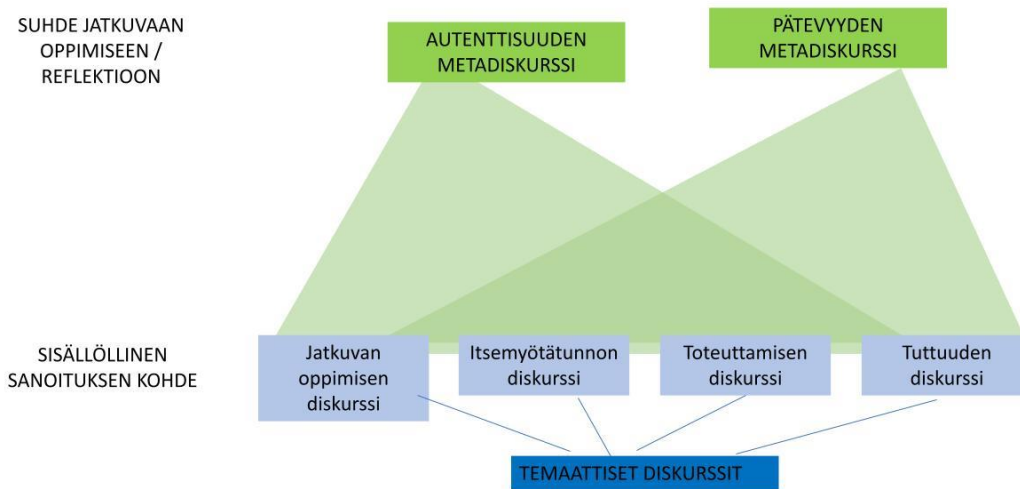 SUHDE JATKUVAAN
OPPIMISEEN /
REFLEKTIOON
AUTENTTISUUDEN
METADISKURSSI
PÄTEVYYDEN
METADISKURSSI
SISÄLLÖLLINEN
SANOITUKSEN KOHDE
Jatkuvan
oppimisen
diskurssi
Itsemyötätunnon
diskurssi
Toteuttamisen
diskurssi
Tuttuuden
diskurssi
TEMAATTISET DISKURSSIT